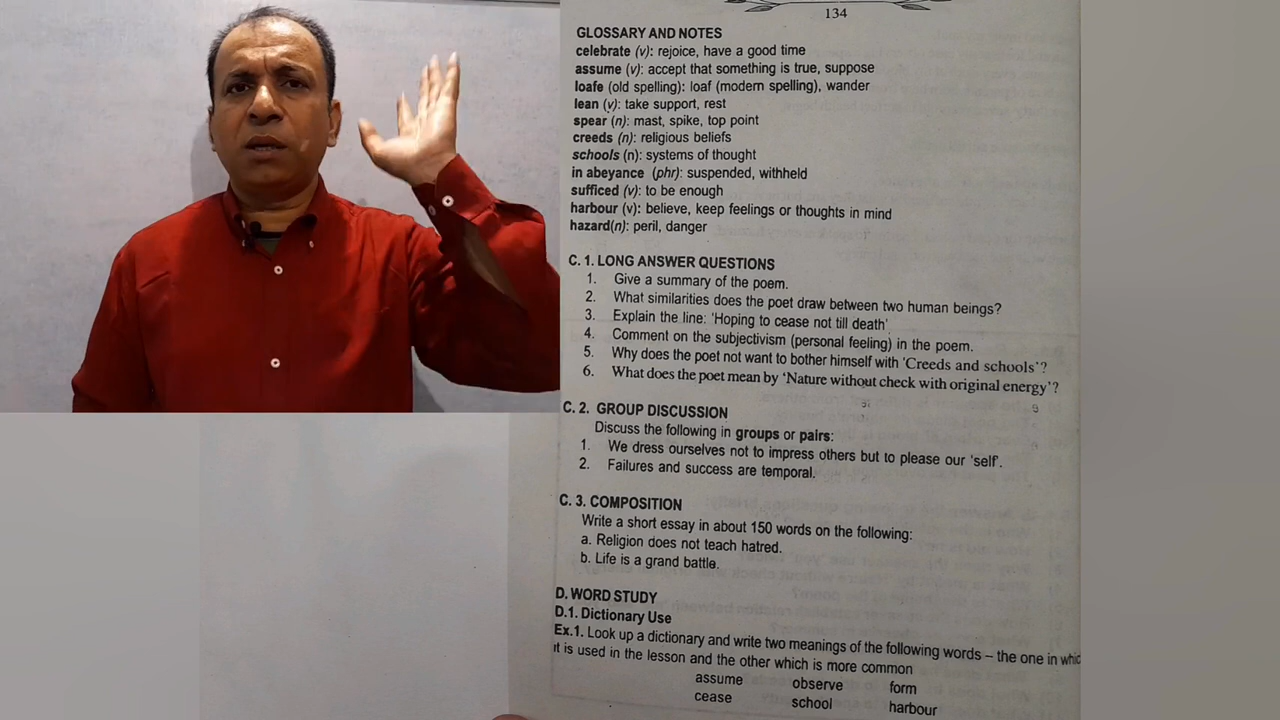 134
GLOSSARY AND NOTES
celebrate (v): rejoice, have a good time
assume (v): accept that something is true, suppose
loafe (old spelling): loaf (modern spelling), wander
lean (v): take support, rest
spear (n): mast, spike, top point
creeds (n): religious beliefs
schools (n): systems of thought
in abeyance (phr): suspended, withheld
sufficed (v): to be enough
harbour (v): believe, keep feelings or thoughts in mind
hazard(n): peril, danger
C. 1. LONG ANSWER QUESTIONS
1. Give a summary of the poem.
2. What similarities does the poet draw between two human beings?
3. Explain the line: 'Hoping to cease not till death'
4. Comment on the subjectivism (personal feeling) in the poem.
5. Why does the poet not want to bother himself with 'Creeds and schools'?
6. What does the poet mean by 'Nature without check with original energy'?
C. 2. GROUP DISCUSSION
Discuss the following in groups or pairs:
1. We dress ourselves not to impress others but to please our 'self'.
2. Failures and success are temporal.
C. 3. COMPOSITION
Write a short essay in about 150 words on the following:
a. Religion does not teach hatred.
b. Life is a grand battle.
D. WORD STUDY
D.1. Dictionary Use
Ex.1. Look up a dictionary and write two meanings of the following words – the one in whic
it is used in the lesson and the other which is more common
assume observe form
cease school harbour